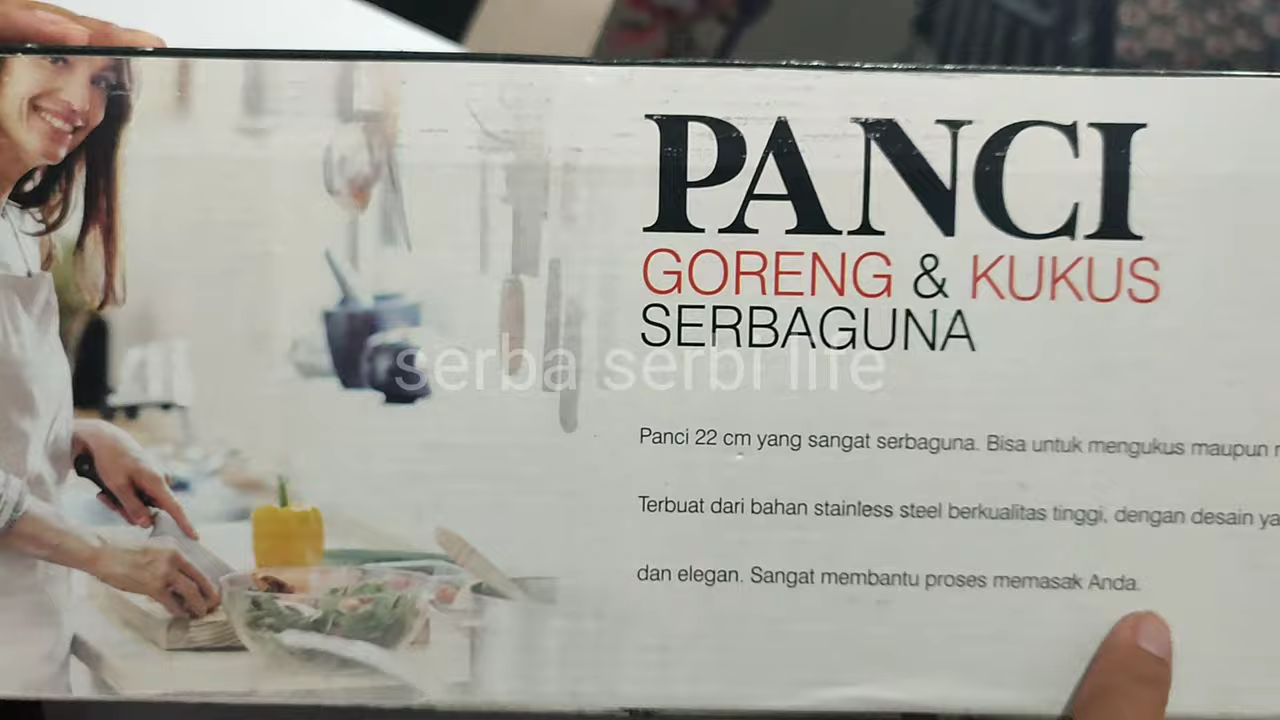 PANCI
GORENG & KUKUS
SERBAGUNA
serba serbi life
Panci 22 cm yang sangat serbaguna. Bisa untuk mengukus maupun
Terbuat dari bahan stainless steel berkualitas tinggi, dengan desain
dan elegan. Sangat membantu proses memasak Anda.